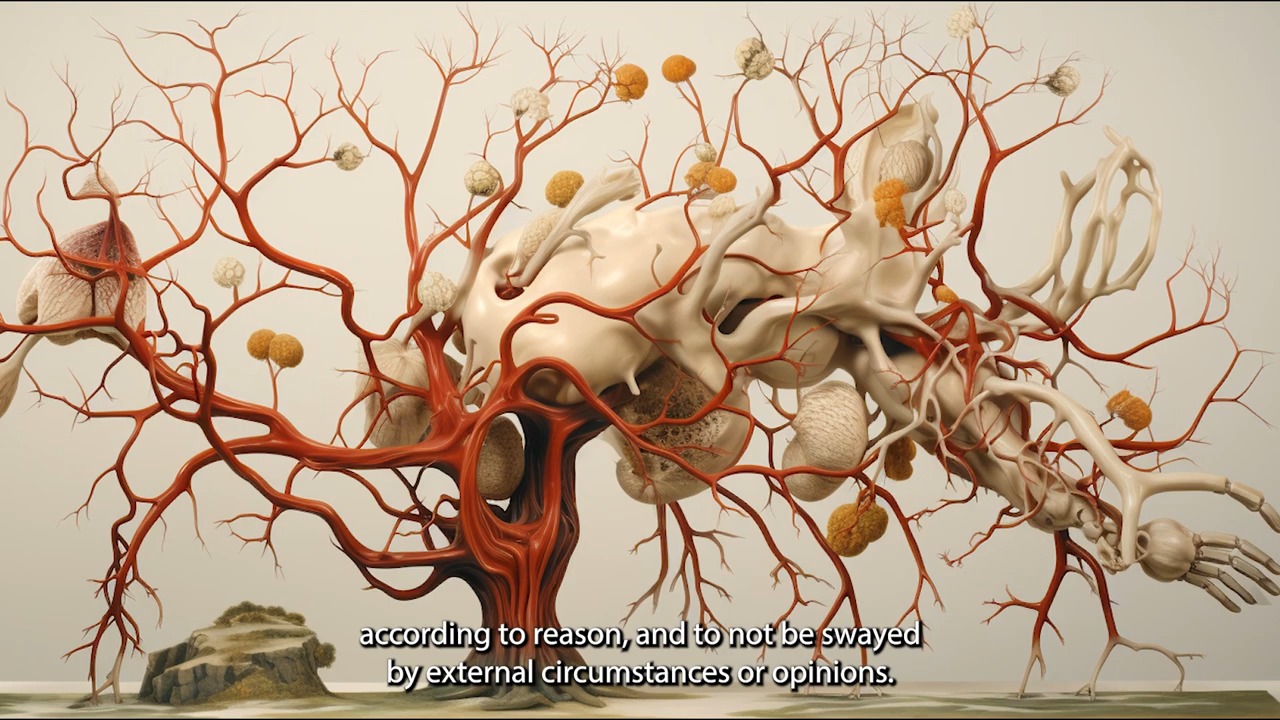 according to reason, and to not be swayed
by external circumstances or opinions.